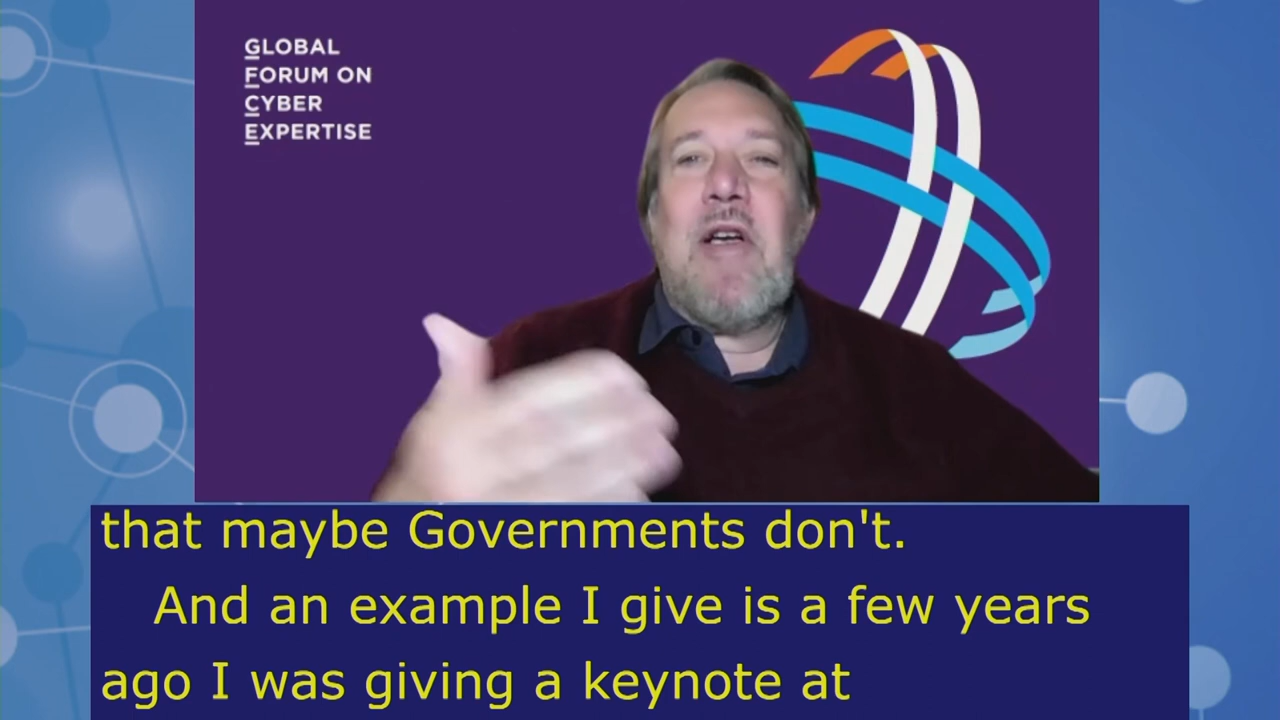 GLOBAL
FORUM ON
CYBER
EXPERTISE
that maybe Governments don't.
And an example I give is a few years
ago I was giving a keynote at